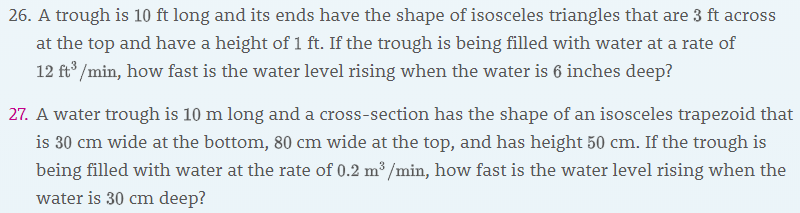 26. A trough is 10 ft long and its ends have the shape of isosceles triangles that are 3 ft across
at the top and have a height of 1 ft. If the trough is being filled with water at a rate of
12 ft³/min, how fast is the water level rising when the water is 6 inches deep?
27. A water trough is 10 m long and a cross-section has the shape of an isosceles trapezoid that
is 30 cm wide at the bottom, 80 cm wide at the top, and has height 50 cm. If the trough is
being filled with water at the rate of 0.2 m³/min, how fast is the water level rising when the
water is 30 cm deep?